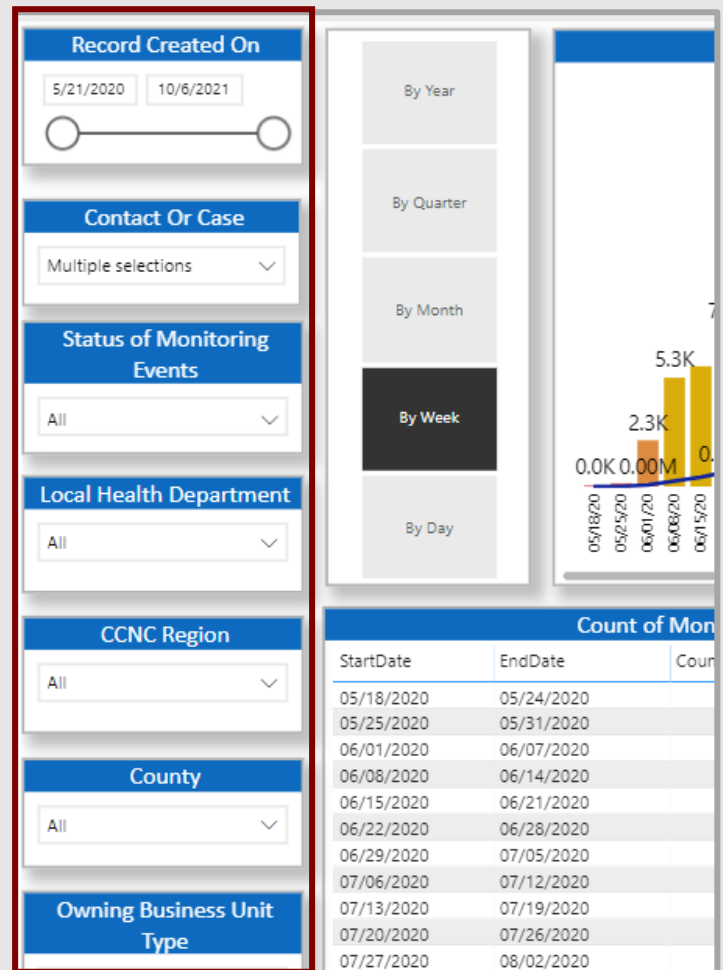 Record Created On
5/21/2020 10/6/2021
Contact Or Case
Multiple selections
Status of Monitoring
Events
All
Local Health Department
All
CCNC Region
All
County
All
Owning Business Unit
Type
By Year
By Quarter
By Month
By Week
By Day
7
5.3K
2.3K
0.0K 0.00M 0.
05/18/20
05/25/20
06/01/20
06/08/20
06/15/20
Count of Mon
StartDate EndDate Coun
05/18/2020 05/24/2020
05/25/2020 05/31/2020
06/01/2020 06/07/2020
06/08/2020 06/14/2020
06/15/2020 06/21/2020
06/22/2020 06/28/2020
06/29/2020 07/05/2020
07/06/2020 07/12/2020
07/13/2020 07/19/2020
07/20/2020 07/26/2020
07/27/2020 08/02/2020